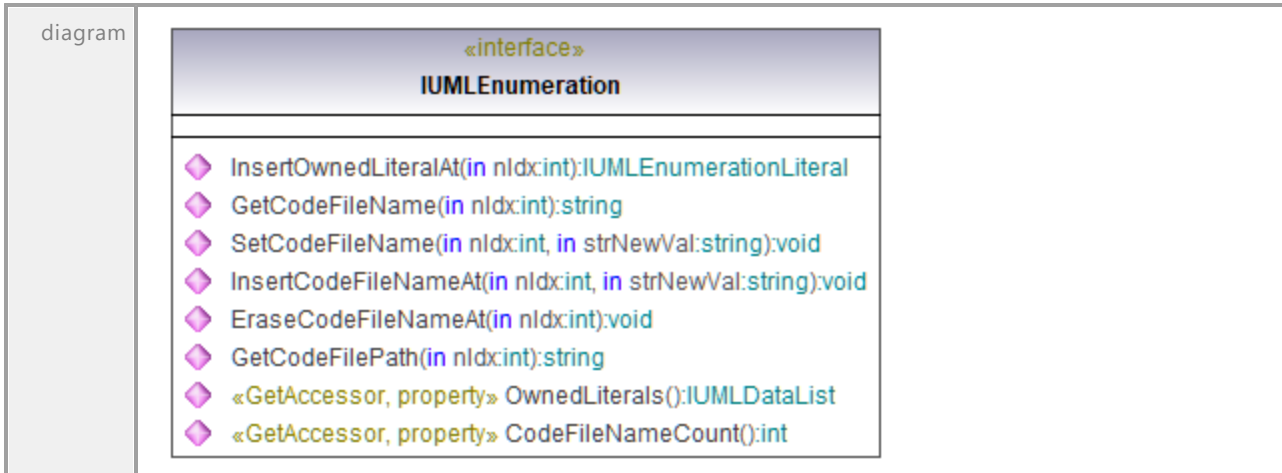 diagram
«interface»
IUMLEnumeration
InsertOwnedLiteralAt(in nIdx:int):IUMLEnumerationLiteral
GetCodeFileName(in nIdx:int):string
SetCodeFileName(in nIdx:int, in strNewVal:string):void
InsertCodeFileNameAt(in nIdx:int, in strNewVal:string):void
EraseCodeFileNameAt(in nIdx:int):void
GetCodeFilePath(in nIdx:int):string
«GetAccessor, property» OwnedLiterals():IUMLDataList
«GetAccessor, property» CodeFileNameCount():int